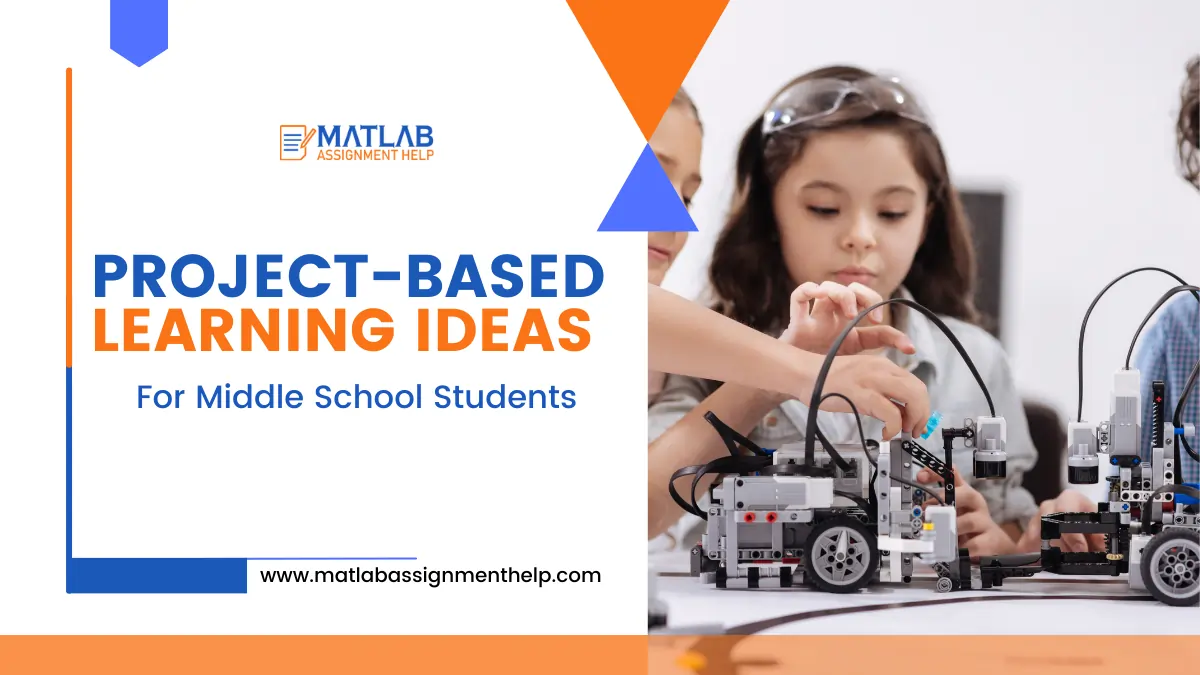 MATLAB
ASSIGNMENT HELP
PROJECT-BASED
LEARNING IDEAS
For Middle School Students
www.matlabassignmenthelp.com